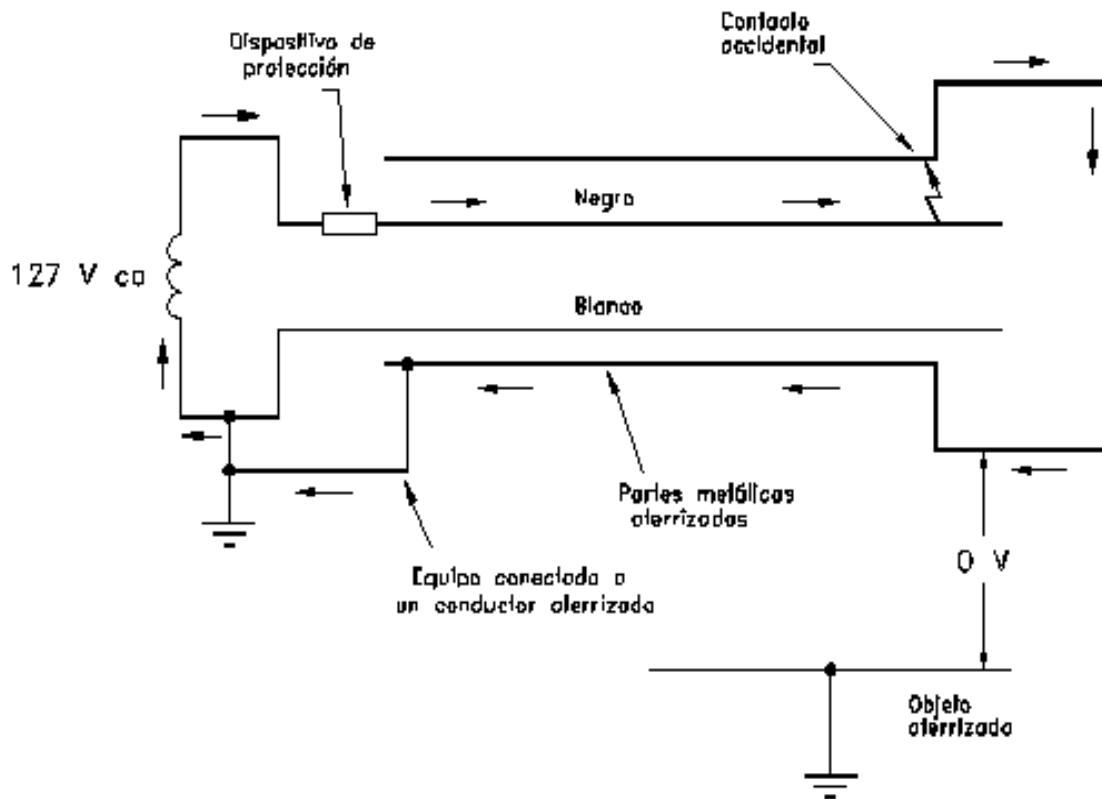 Dispositivo de
protección
Contacto
accidental
Negro
127 V ca
Blanco
Partes metálicas
aterrizadas
Equipo conectado a
un conductor aterrizado
0 V
Objeto
aterrizado